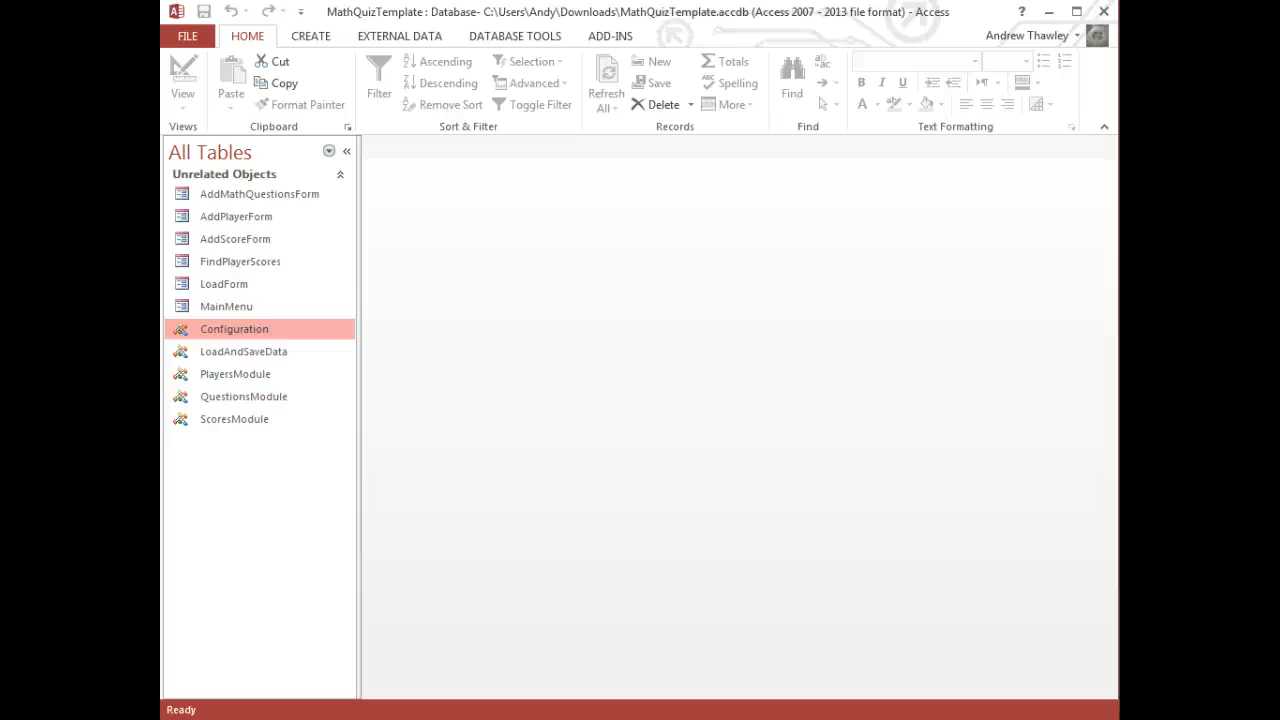 MathQuizTemplate : Database- C:\Users\Andy\Downloads\MathQuizTemplate.accdb (Access 2007 - 2013 file format) - Access
?
FILE HOME CREATE EXTERNAL DATA DATABASE TOOLS ADD-INS Andrew Thawley
View
Views
Paste
Cut
Copy
Format Painter
Clipboard
Filter
Ascending
Descending
Remove Sort
Selection
Advanced
Toggle Filter
Sort & Filter
Refresh
All
New
Save
Delete
Totals
Spelling
More
Records
Find
ab
ac
Find
B I U
A
Text Formatting
All Tables
Unrelated Objects
AddMathQuestionsForm
AddPlayerForm
AddScoreForm
FindPlayerScores
LoadForm
MainMenu
Configuration
LoadAndSaveData
PlayersModule
QuestionsModule
ScoresModule
Ready